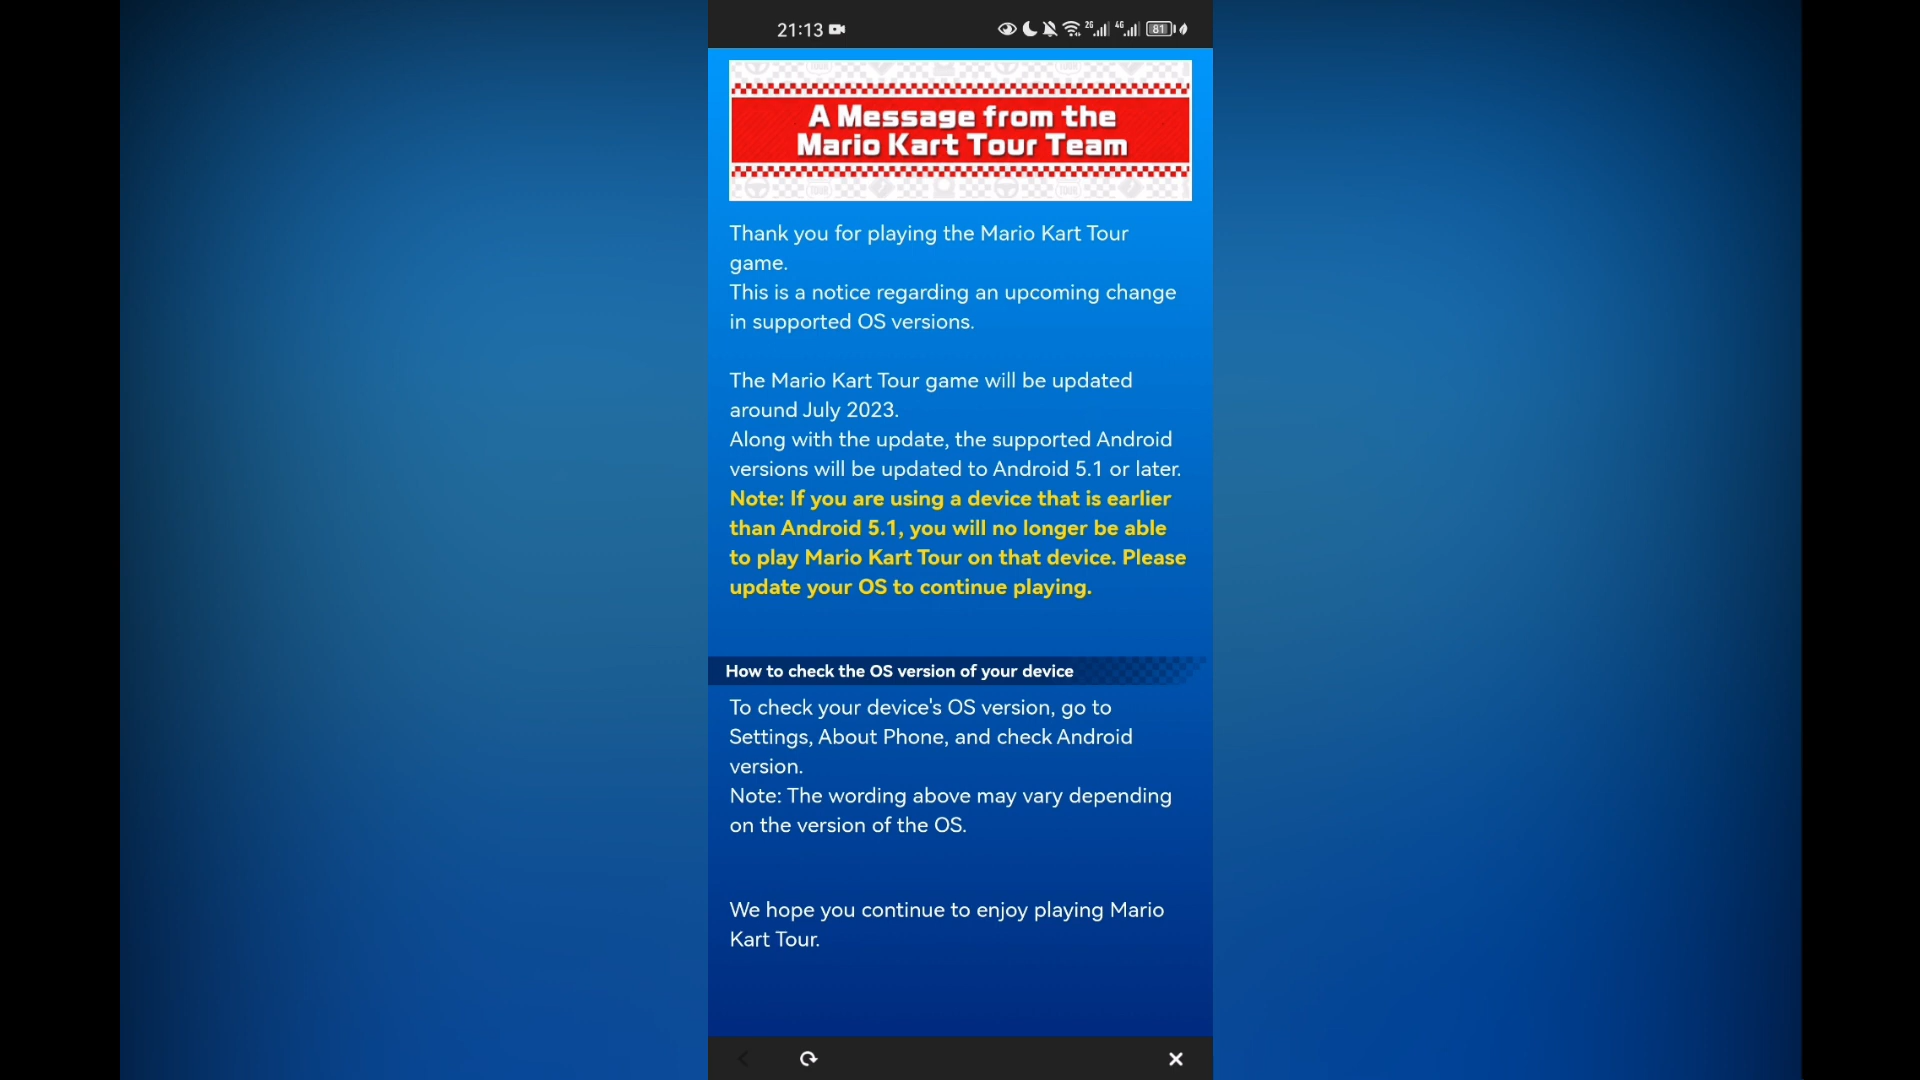 21:13
2G 4G 81
A Message from the
Mario Kart Tour Team
Thank you for playing the Mario Kart Tour
game.
This is a notice regarding an upcoming change
in supported OS versions.
The Mario Kart Tour game will be updated
around July 2023.
Along with the update, the supported Android
versions will be updated to Android 5.1 or later.
Note: If you are using a device that is earlier
than Android 5.1, you will no longer be able
to play Mario Kart Tour on that device. Please
update your OS to continue playing.
How to check the OS version of your device
To check your device's OS version, go to
Settings, About Phone, and check Android
version.
Note: The wording above may vary depending
on the version of the OS.
We hope you continue to enjoy playing Mario
Kart Tour.